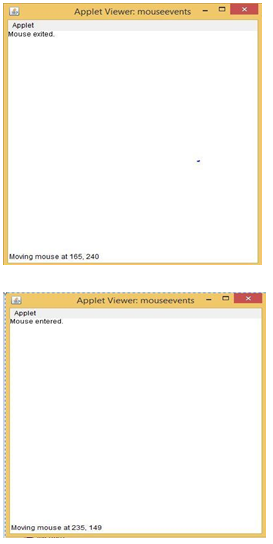 Applet Viewer: mouseevents
Applet
Mouse exited.
Moving mouse at 165, 240
Applet Viewer: mouseevents
Applet
Mouse entered.
Moving mouse at 235, 149